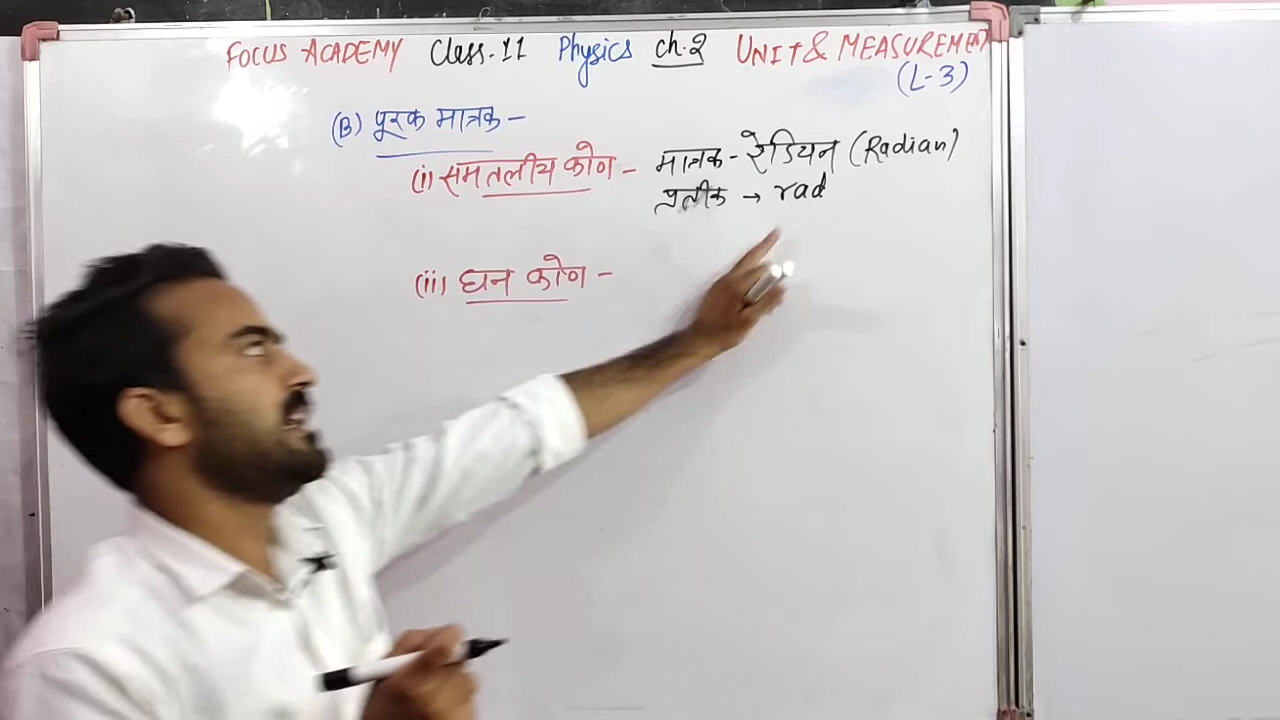 FOCUS ACADEMY Class.11 Physics ch.2 UNIT & MEASUREMENT
(L-3)
(B) पूरक मात्रक -
(i) समतलीय कोण - मात्रक - रेडियन (Radian)
प्रतीक → rad
(ii) घन कोण -